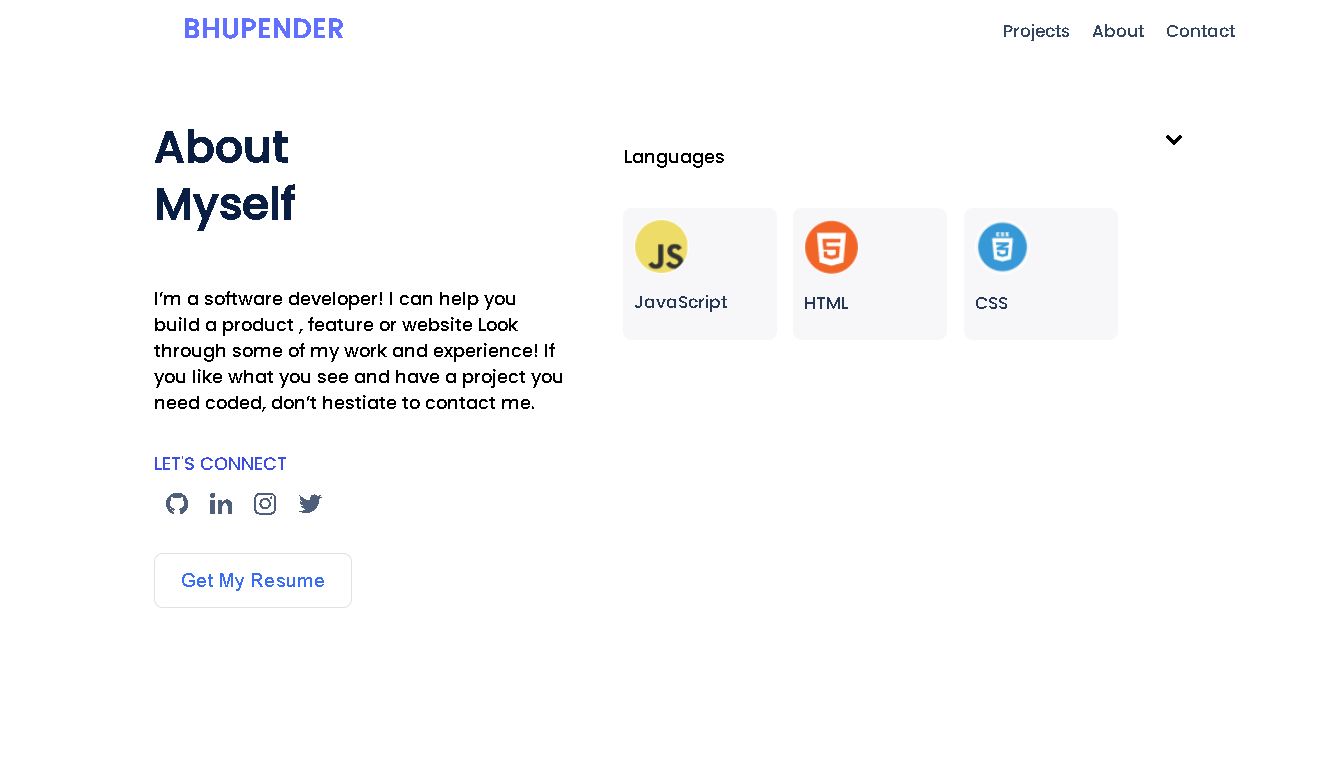 BHUPENDER
Projects About Contact
About
Myself
I’m a software developer! I can help you
build a product , feature or website Look
through some of my work and experience! If
you like what you see and have a project you
need coded, don’t hestiate to contact me.
LET'S CONNECT
in
Get My Resume
Languages
JS
JavaScript
5
HTML
CSS
3
CSS